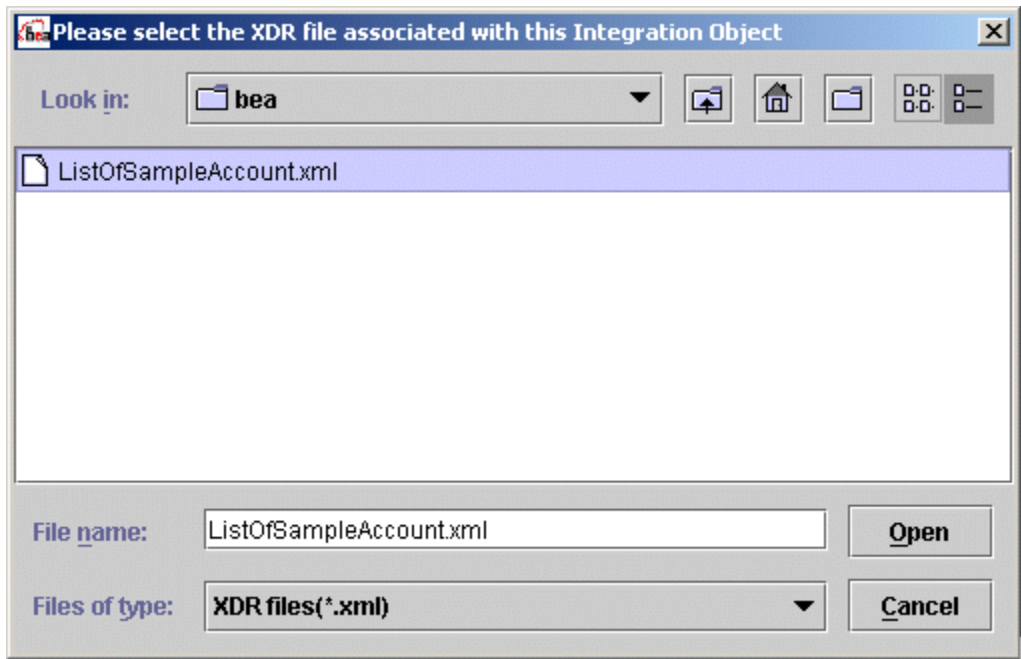 bea Please select the XDR file associated with this Integration Object
Look in: bea
ListOfSampleAccount.xml
File name: ListOfSampleAccount.xml Open
Files of type: XDR files(*.xml) Cancel